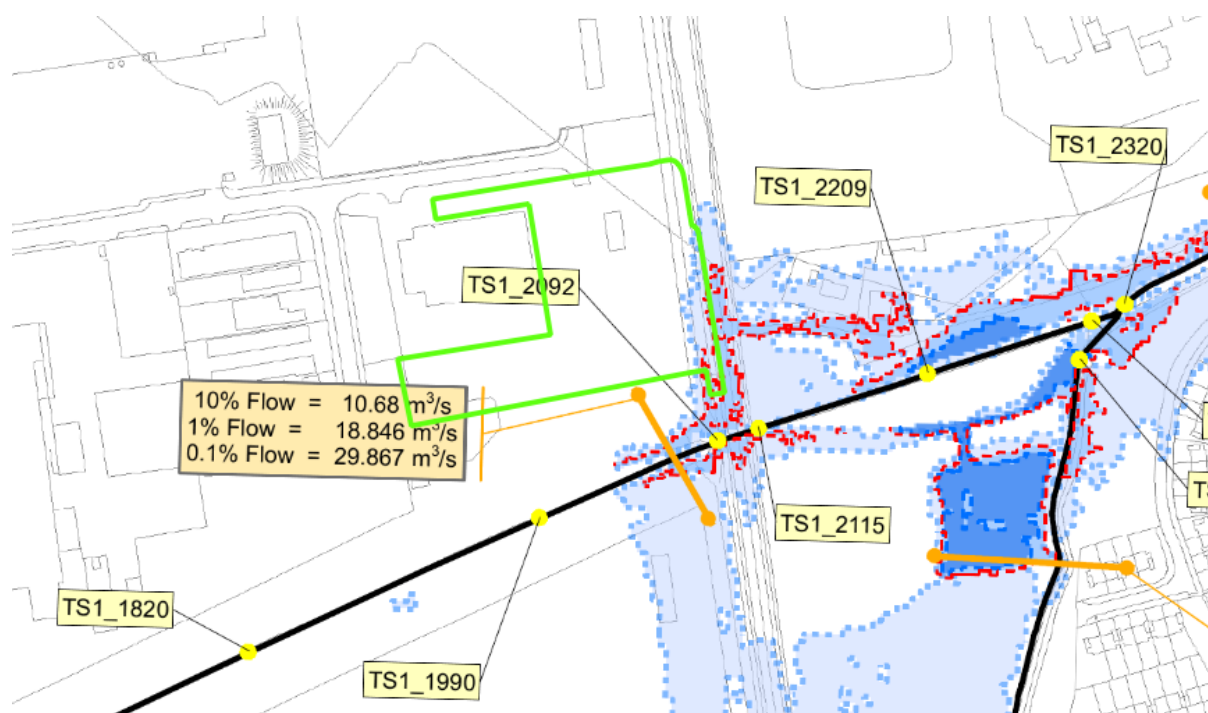 TS1_2320
TS1_2209
TS1_2092
10% Flow = 10.68 m³/s
1% Flow = 18.846 m³/s
0.1% Flow = 29.867 m³/s
TS
TS1_2115
TS1_1820
TS1_1990